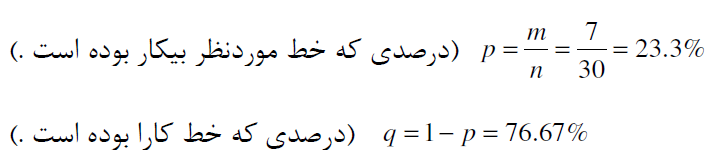 p = m/n = 7/30 = 23.3% (درصدی که خط موردنظر بیکار بوده است .)
q = 1 − p = 76.67% (درصدی که خط کارا بوده است .)